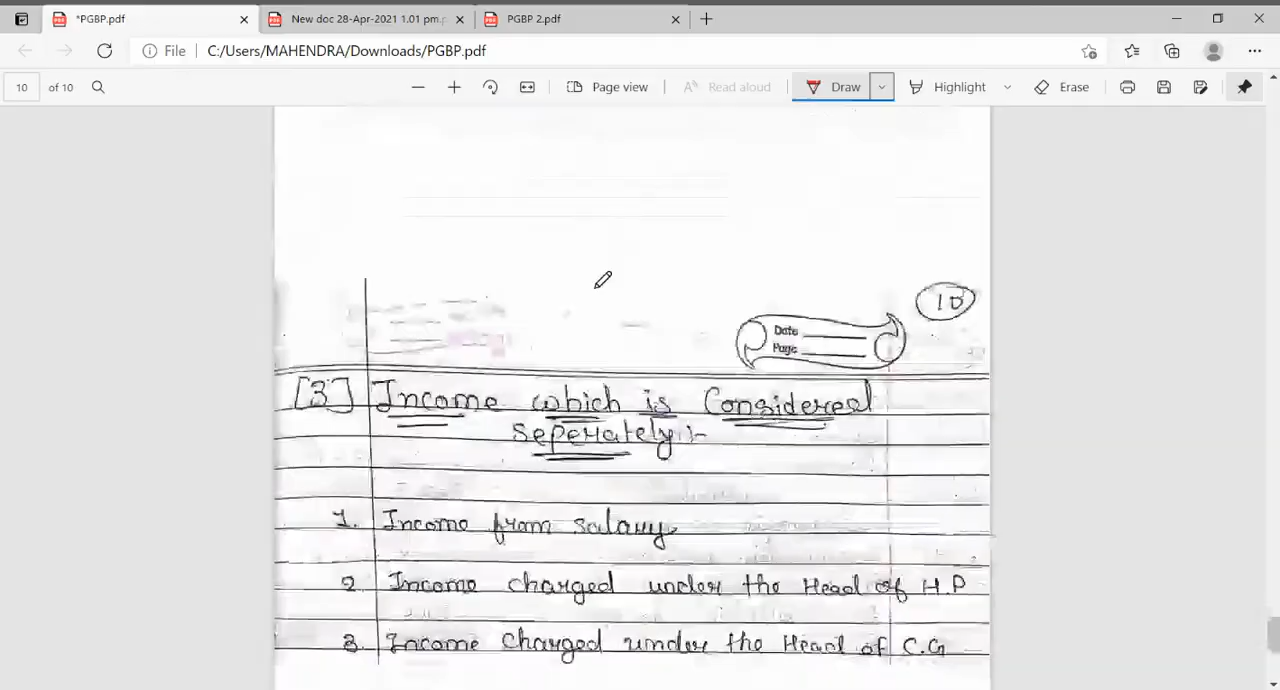 *PGBP.pdf
New doc 28-Apr-2021 1.01 pm.p
PGBP 2.pdf
File
C:/Users/MAHENDRA/Downloads/PGBP.pdf
10 of 10
Page view
Read aloud
Draw
Highlight
Erase
10
Date
Page
[3] Income which is Considered
seperately :-
1. Income from salary.
2. Income charged under the Head of H.P
3. Income charged under the Head of C.G